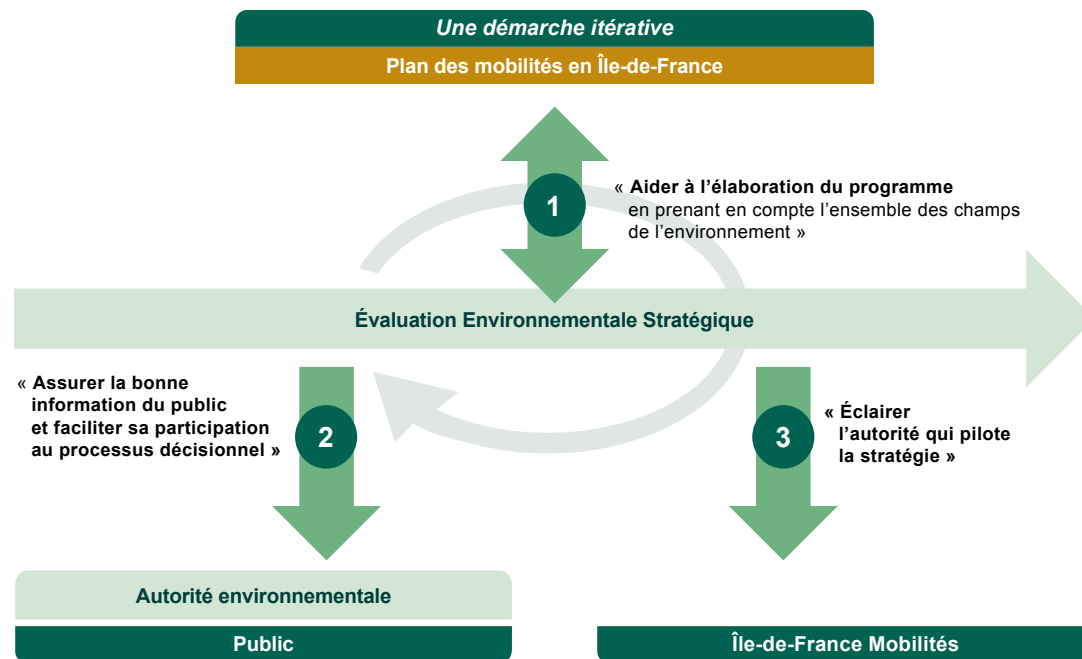 Une démarche itérative
Plan des mobilités en Île-de-France
1
« Aider à l’élaboration du programme
en prenant en compte l’ensemble des champs
de l’environnement »
Évaluation Environnementale Stratégique
« Assurer la bonne
information du public
et faciliter sa participation
au processus décisionnel »
2
3
« Éclairer
l’autorité qui pilote
la stratégie »
Autorité environnementale
Public
Île-de-France Mobilités